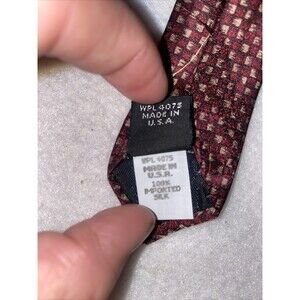 WPL 4075
MADE IN
U.S.A.
WPL 4075
MADE IN
U.S.A.
100%
IMPORTED
SILK